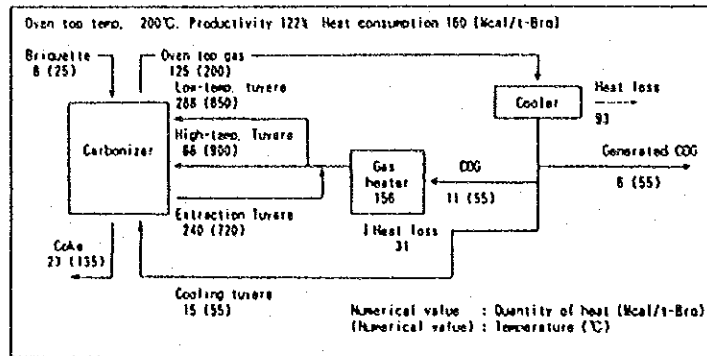 Oven top temp. 200℃. Productivity 122% Heat consumption 160 (Mcal/t-Bro)
Briquette
8 (25)
Oven top gas
125 (200)
Low-temp. tuyere
288 (850)
Cooler
Heat loss
93
Carbonizer
High-temp. Tuyere
66 (900)
Gas
heater
156
COG
11 (55)
Generated COG
6 (55)
Extraction Tuyere
240 (720)
Heat loss
31
Coke
23 (135)
Cooling tuyere
15 (55)
Numerical value : Quantity of heat (Mcal/t-Bro)
(Numerical value) : Temperature (℃)